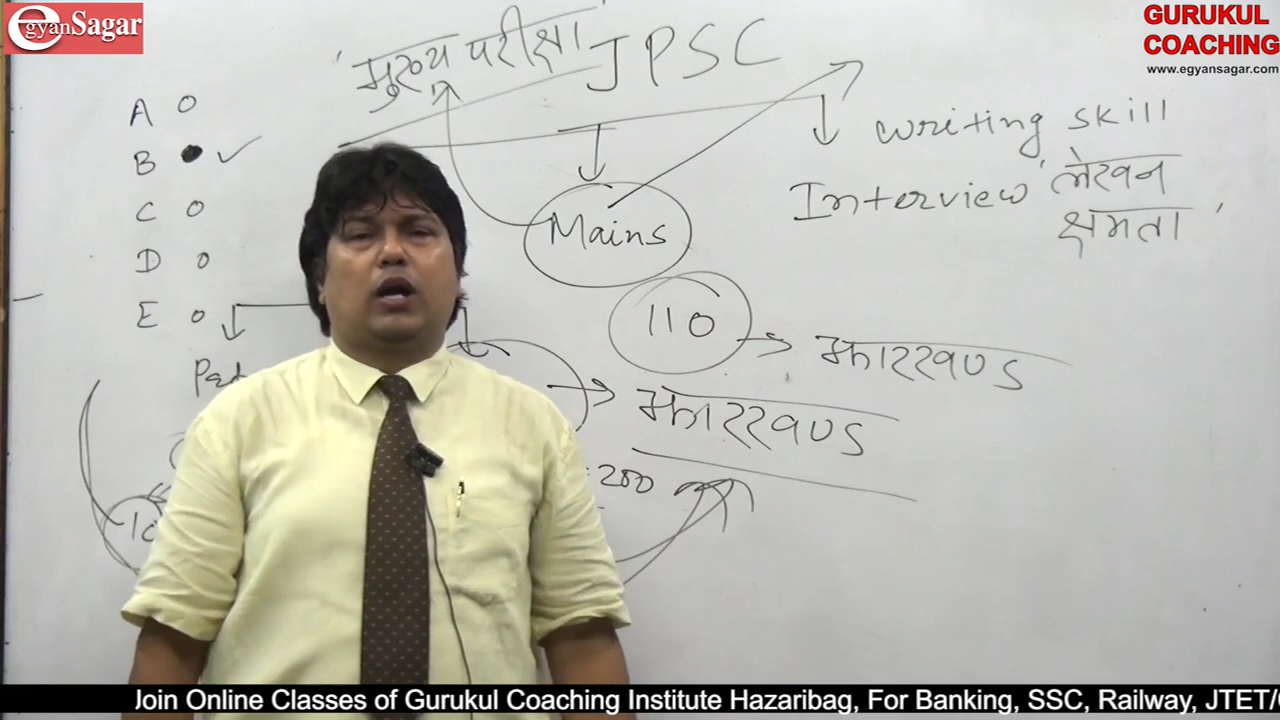 egyanSagar
GURUKUL
COACHING
www.egyansagar.com
'मुख्य परीक्षा' JPSC
A
B
C
D
E
Mains
writing skill
Interview 'लेखन
क्षमता'
110 → झारखण्ड
→ झारखण्ड
200
Join Online Classes of Gurukul Coaching Institute Hazaribag, For Banking, SSC, Railway, JTET/